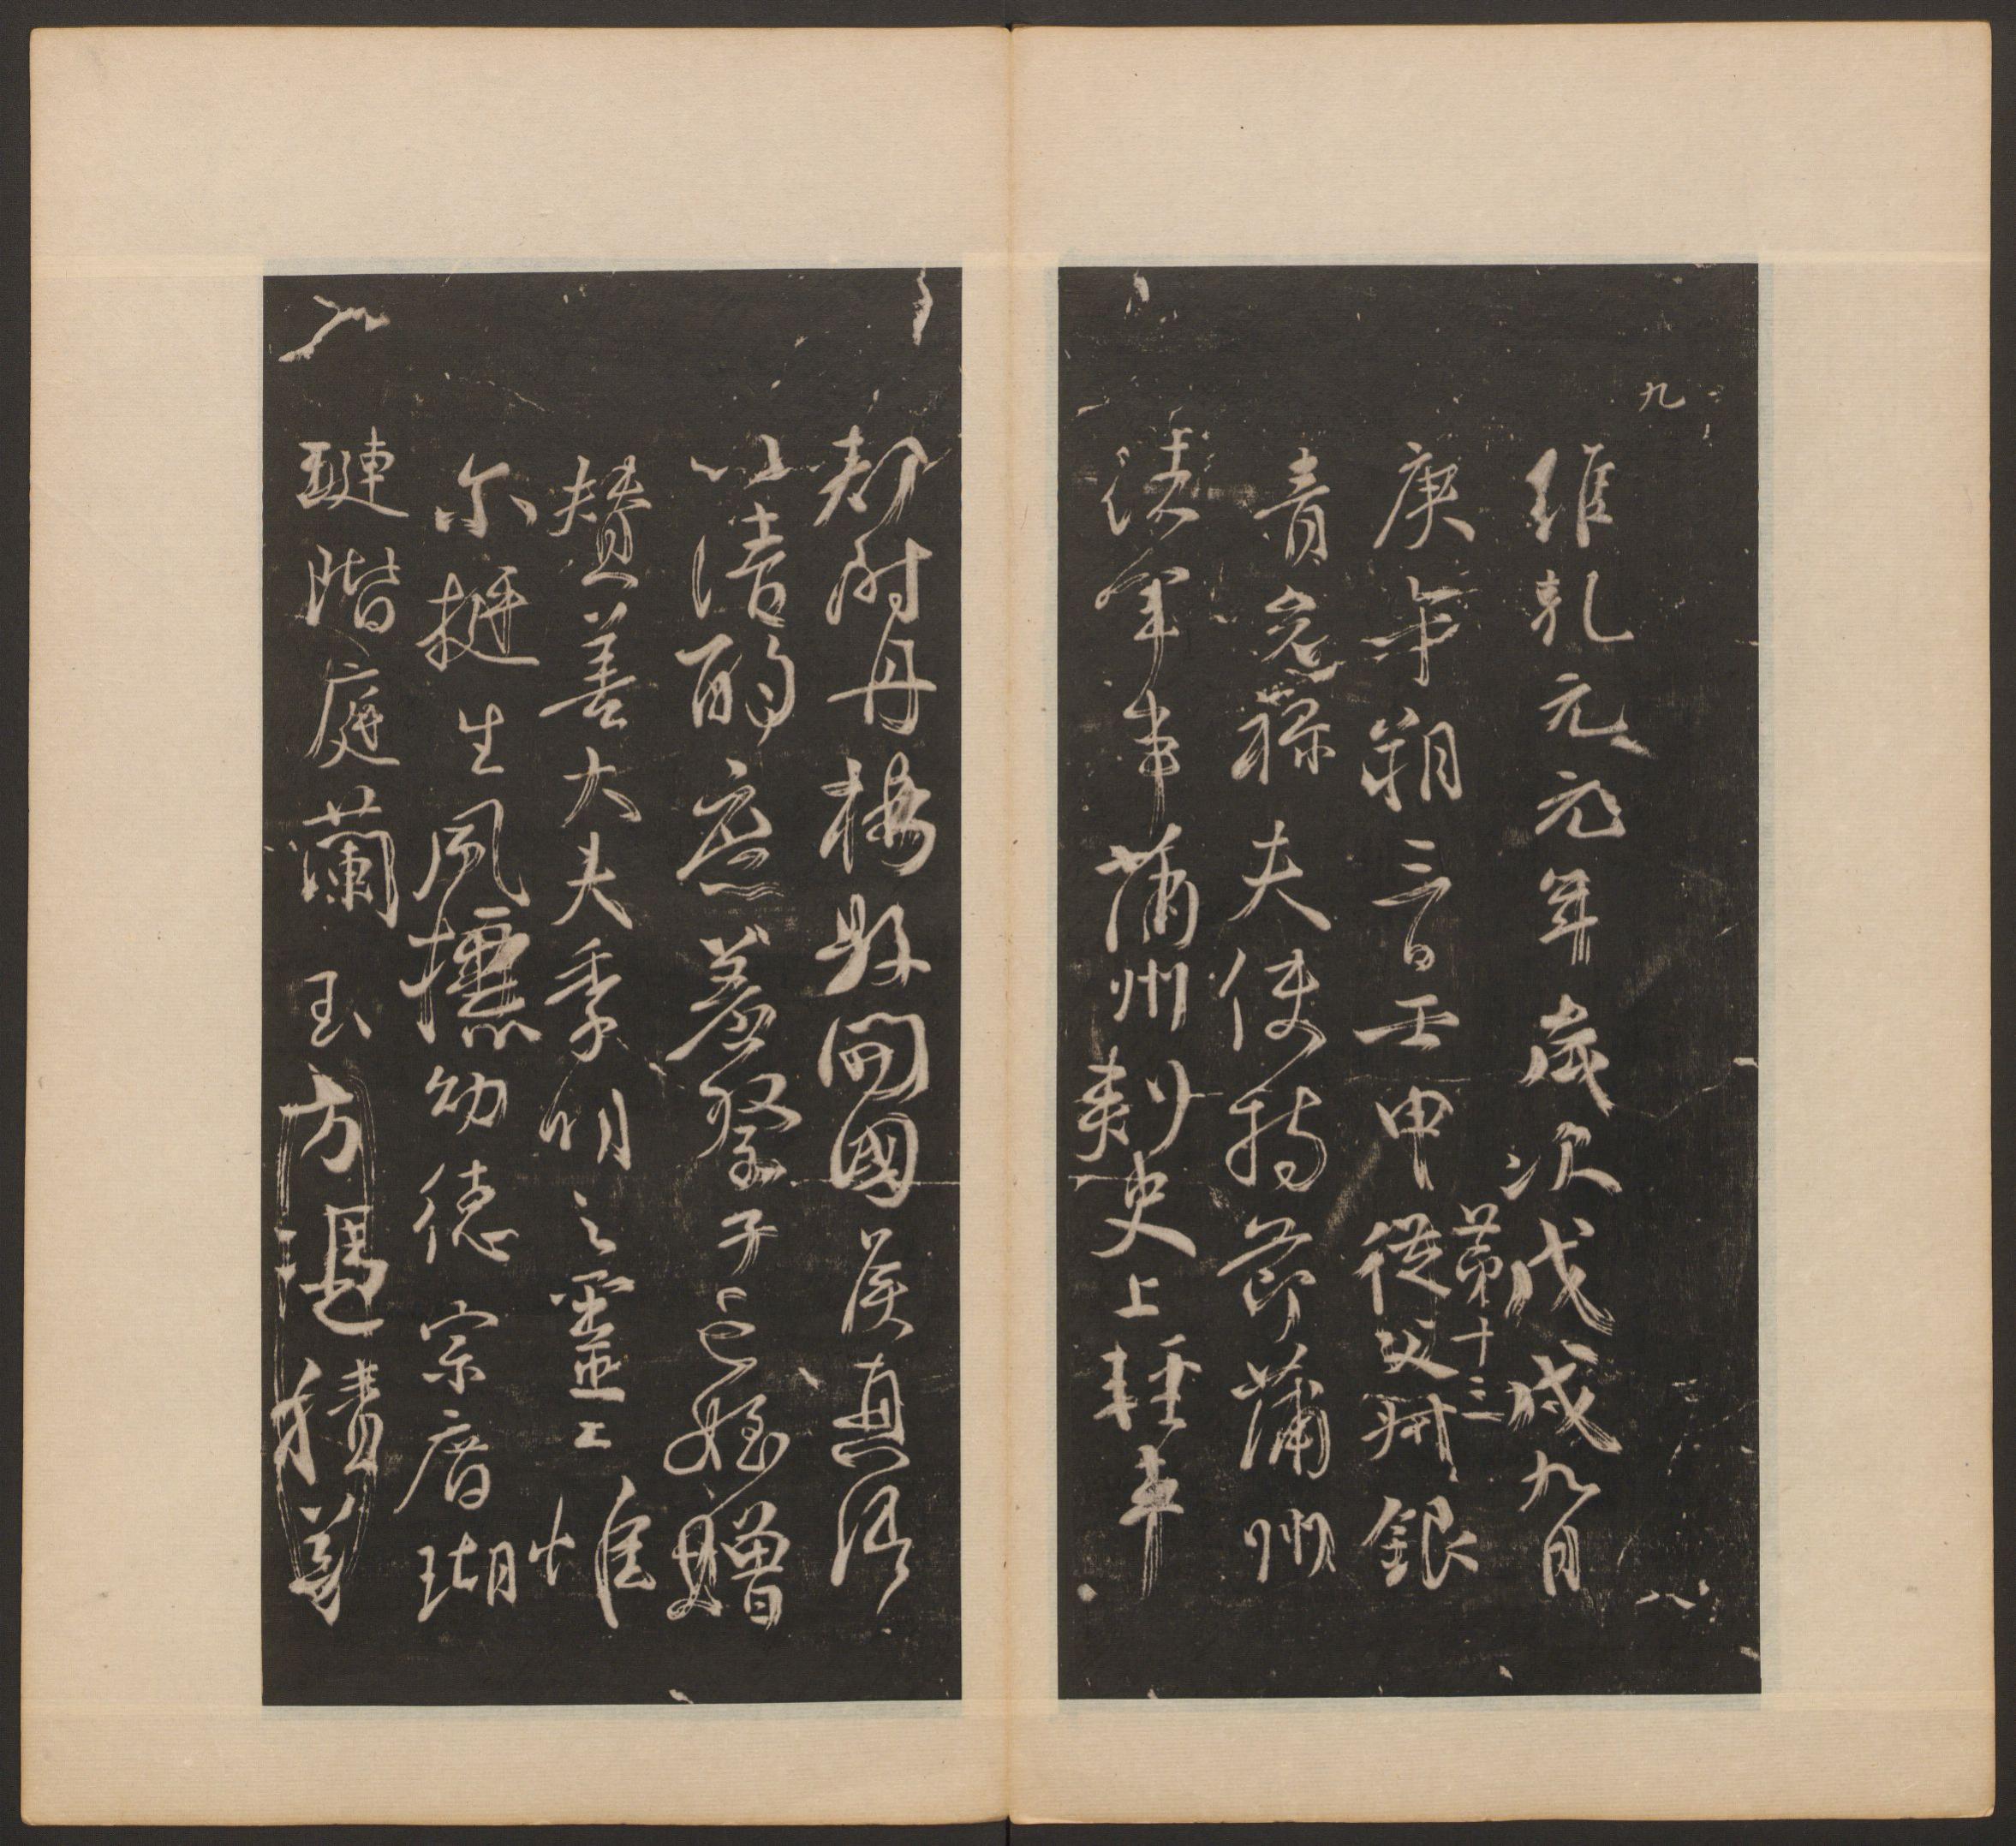 九
維乾元元年歲次戊戌九月
庚午朔三日壬申第十三從父銀
青光祿夫使持節蒲州
諸軍事蒲州刺史上輕車
都尉丹楊縣開國侯真卿
以清酌庶羞祭于亡姪贈
贊善大夫季明之靈曰惟
尔挺生夙標幼德宗廟瑚
璉階庭蘭玉方憑積善
八